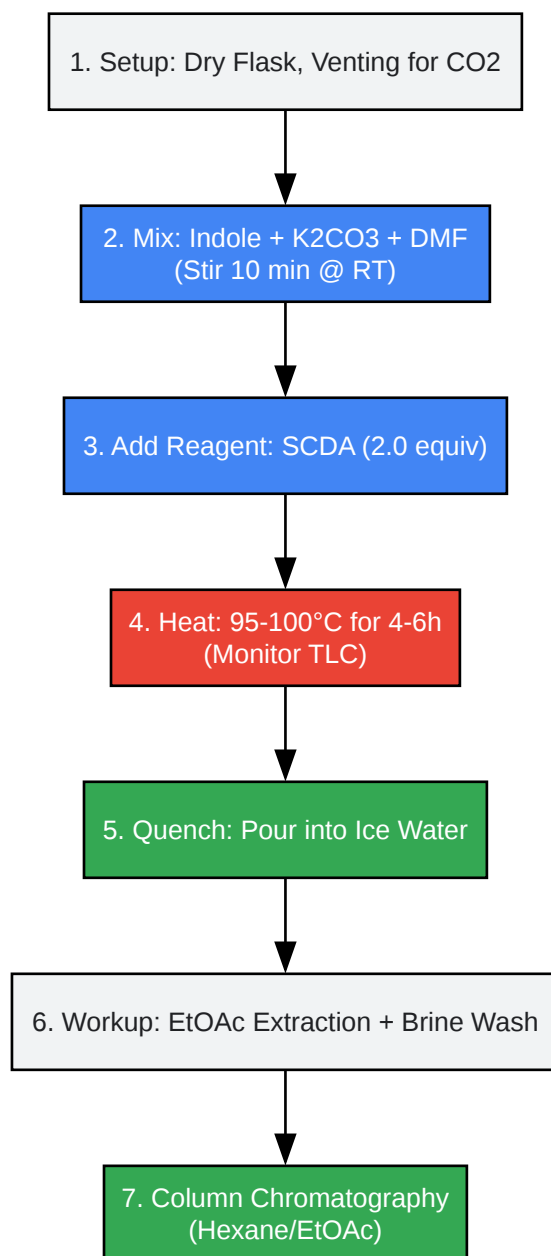 1. Setup: Dry Flask, Venting for CO2
2. Mix: Indole + K2CO3 + DMF
(Stir 10 min @ RT)
3. Add Reagent: SCDA (2.0 equiv)
4. Heat: 95-100°C for 4-6h
(Monitor TLC)
5. Quench: Pour into Ice Water
6. Workup: EtOAc Extraction + Brine Wash
7. Column Chromatography
(Hexane/EtOAc)